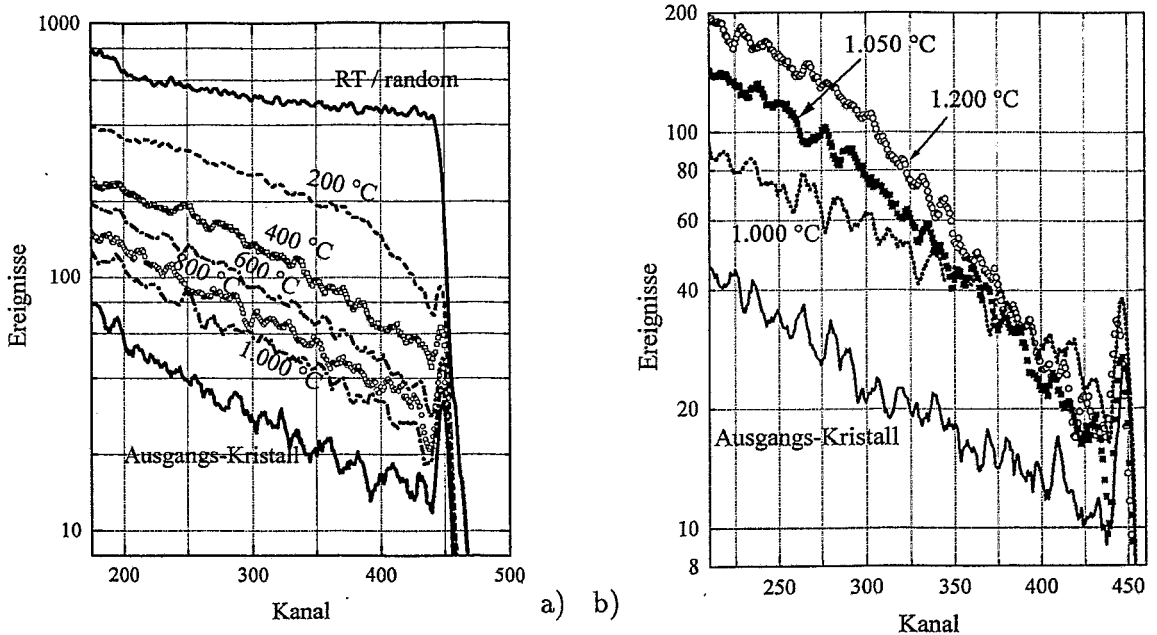 1000
100
10
Ereignisse
RT / random
200 °C
400 °C
600 °C
800 °C
1.000 °C
Ausgangs-Kristall
200 300 400 500
Kanal
a) b)
200
100
80
60
40
20
10
8
Ereignisse
1.050 °C
1.200 °C
1.000 °C
Ausgangs-Kristall
250 300 350 400 450
Kanal